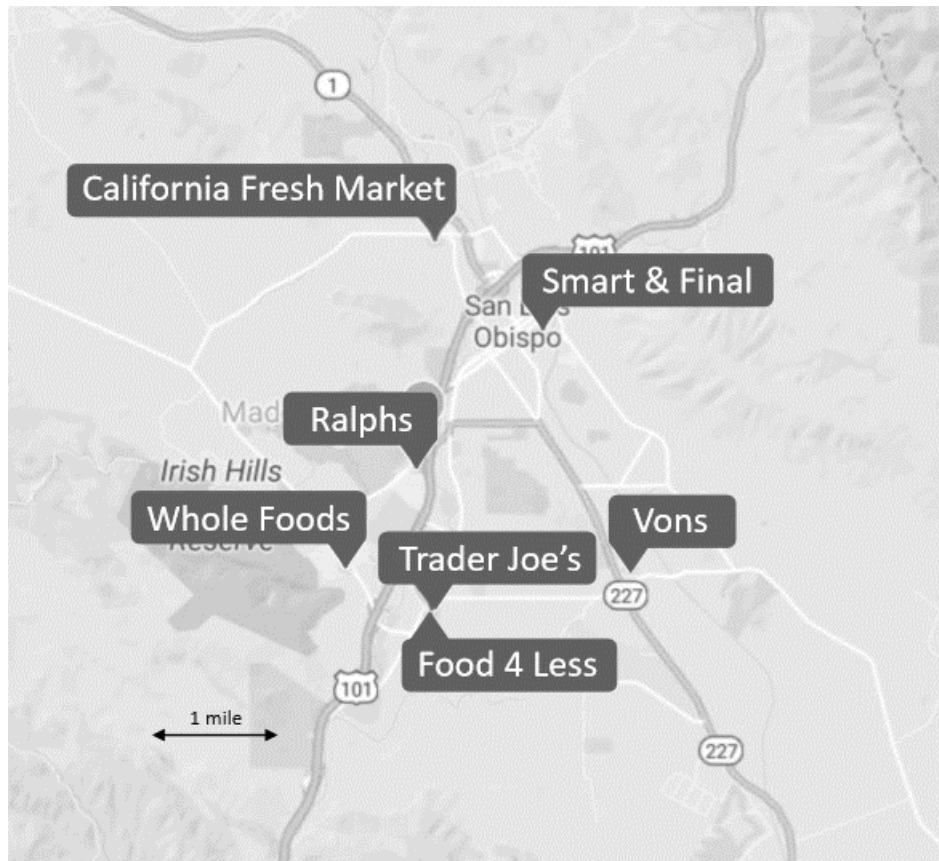 1
California Fresh Market
101
Smart & Final
San
Obispo
Ralphs
Irish Hills
Whole Foods
Vons
Reserve
Trader Joe's
227
Food 4 Less
101
1 mile
227